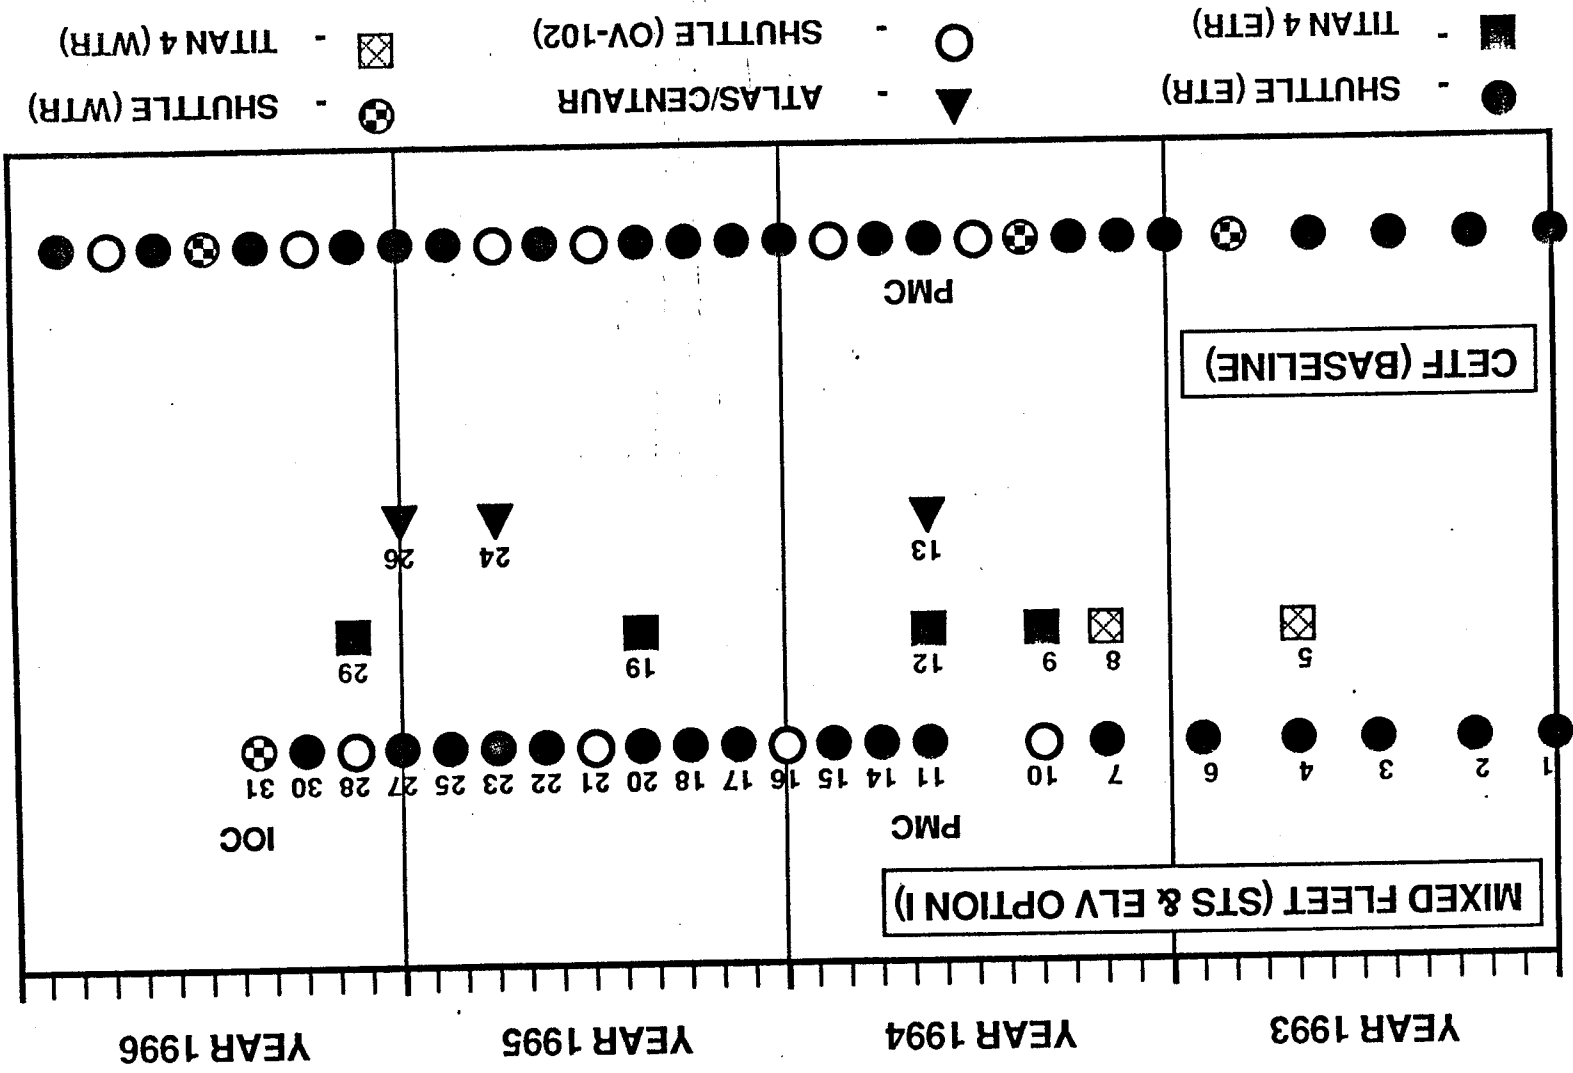 YEAR 1993 YEAR 1994 YEAR 1995 YEAR 1996
MIXED FLEET (STS & ELV OPTION I)
PMC IOC
1 2 3 4 6 7 10 11 14 15 16 17 18 20 21 22 23 25 27 28 30 31
5 8 9 12 19 29
13 24 26
CETF (BASELINE)
PMC
- SHUTTLE (ETR) - ATLAS/CENTAUR - SHUTTLE (WTR)
- TITAN 4 (ETR) - SHUTTLE (OV-102) - TITAN 4 (WTR)